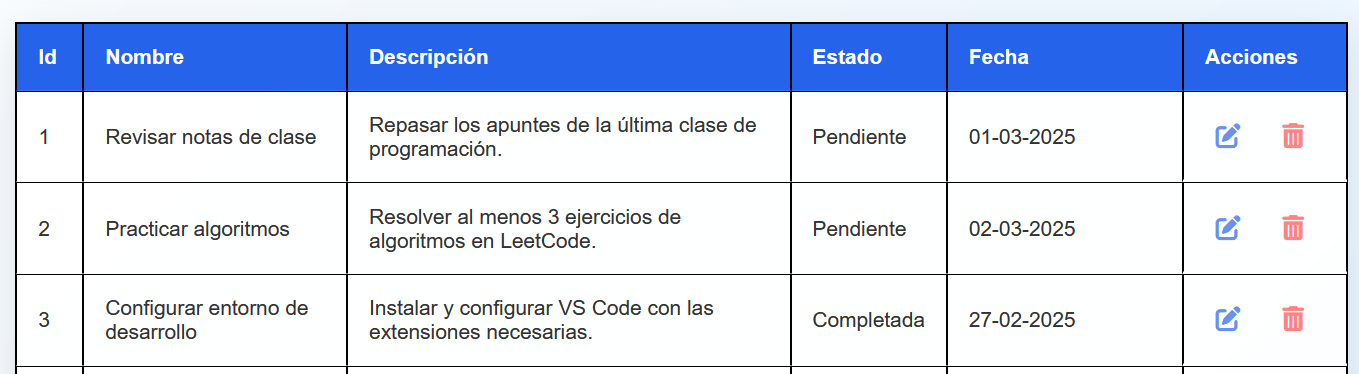 Id Nombre Descripción Estado Fecha Acciones
1 Revisar notas de clase Repasar los apuntes de la última clase de programación. Pendiente 01-03-2025
2 Practicar algoritmos Resolver al menos 3 ejercicios de algoritmos en LeetCode. Pendiente 02-03-2025
3 Configurar entorno de desarrollo Instalar y configurar VS Code con las extensiones necesarias. Completada 27-02-2025